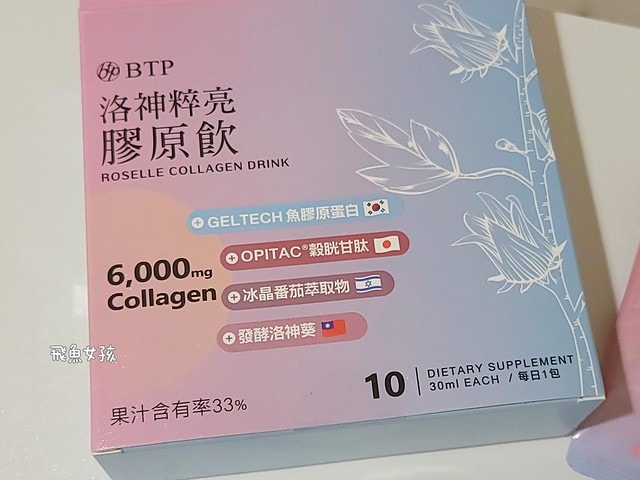 BTP
洛神粹亮
膠原飲
ROSELLE COLLAGEN DRINK
GELTECH 魚膠原蛋白
OPITAC® 穀胱甘肽
冰晶番茄萃取物
發酵洛神葵
6,000mg
Collagen
飛魚女孩
果汁含有率33%
10
DIETARY SUPPLEMENT
30ml EACH / 每日1包